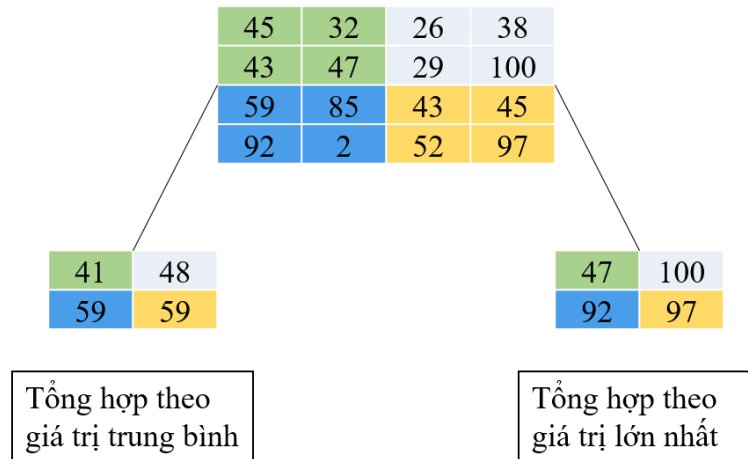 45 32 26 38
43 47 29 100
59 85 43 45
92 2 52 97
41 48
59 59
47 100
92 97
Tổng hợp theo
giá trị trung bình
Tổng hợp theo
giá trị lớn nhất